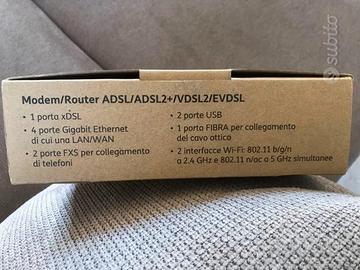 subito
Modem/Router ADSL/ADSL2+/VDSL2/EVDSL
• 1 porta xDSL
• 4 porte Gigabit Ethernet
di cui una LAN/WAN
• 2 porte FXS per collegamento
di telefoni
• 2 porte USB
• 1 porta FIBRA per collegamento
del cavo ottico
• 2 interfacce Wi-Fi: 802.11 b/g/n
a 2.4 GHz e 802.11 n/ac a 5 GHz simultanee